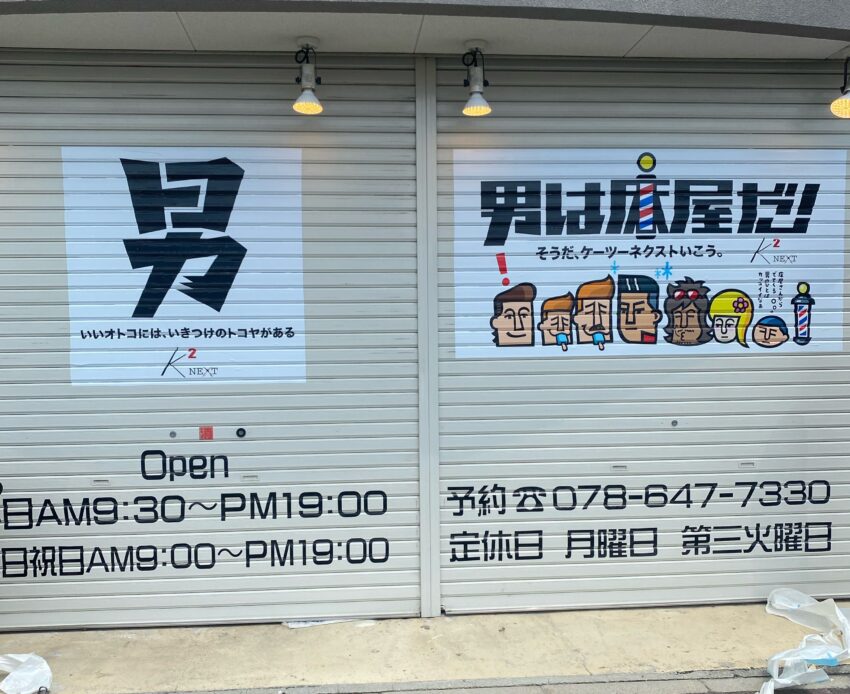 男
いいオトコには、いきつけのトコヤがある
K2 NEXT
Open
日AM9:30〜PM19:00
日祝日AM9:00〜PM19:00
男は床屋だ!
そうだ、ケーツーネクストいこう。
K2 NEXT
!
予約☎078-647-7330
定休日 月曜日 第三火曜日